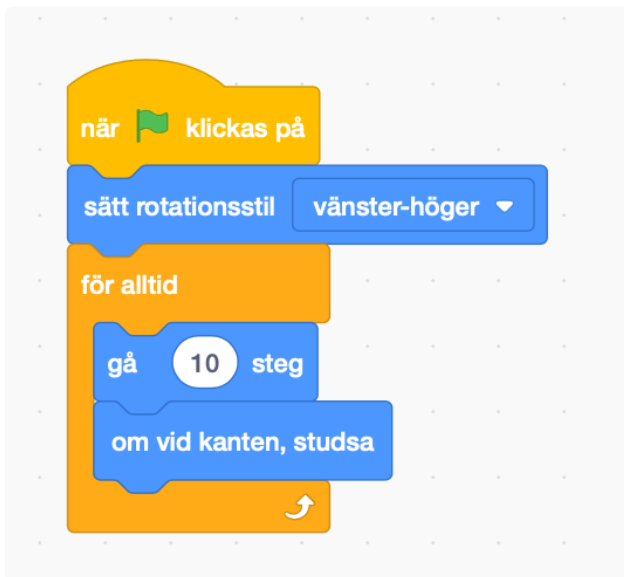 när klickas på
sätt rotationsstil vänster-höger
för alltid
gå 10 steg
om vid kanten, studsa